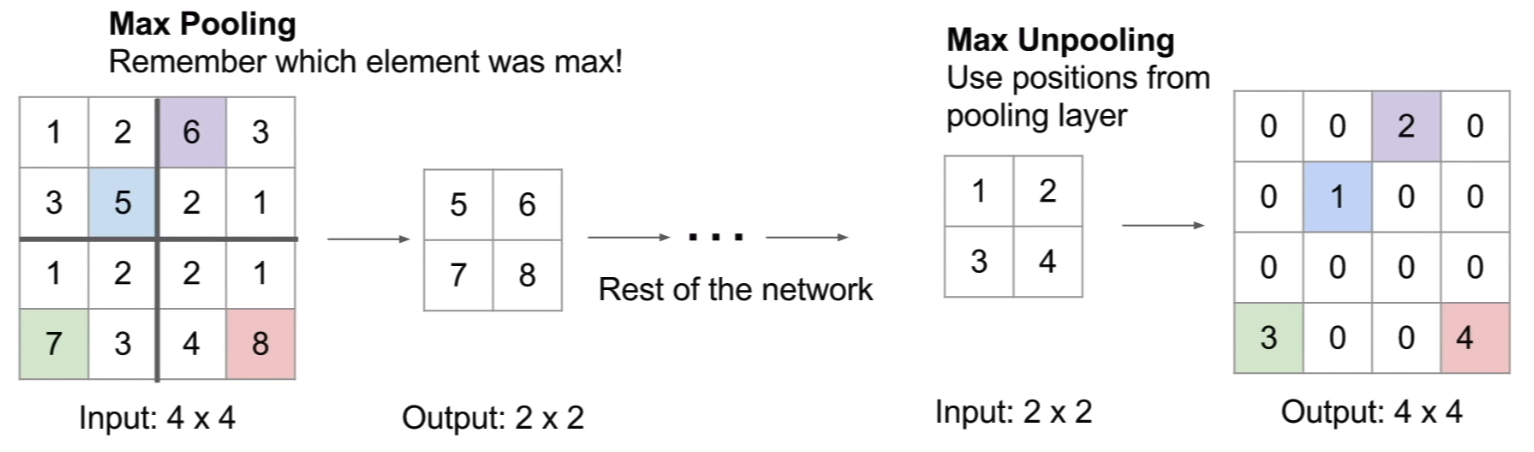 Max Pooling
Remember which element was max!
1 2 6 3
3 5 2 1
1 2 2 1
7 3 4 8
Input: 4 x 4
5 6
7 8
Output: 2 x 2
...
Rest of the network
Max Unpooling
Use positions from
pooling layer
1 2
3 4
Input: 2 x 2
0 0 2 0
0 1 0 0
0 0 0 0
3 0 0 4
Output: 4 x 4